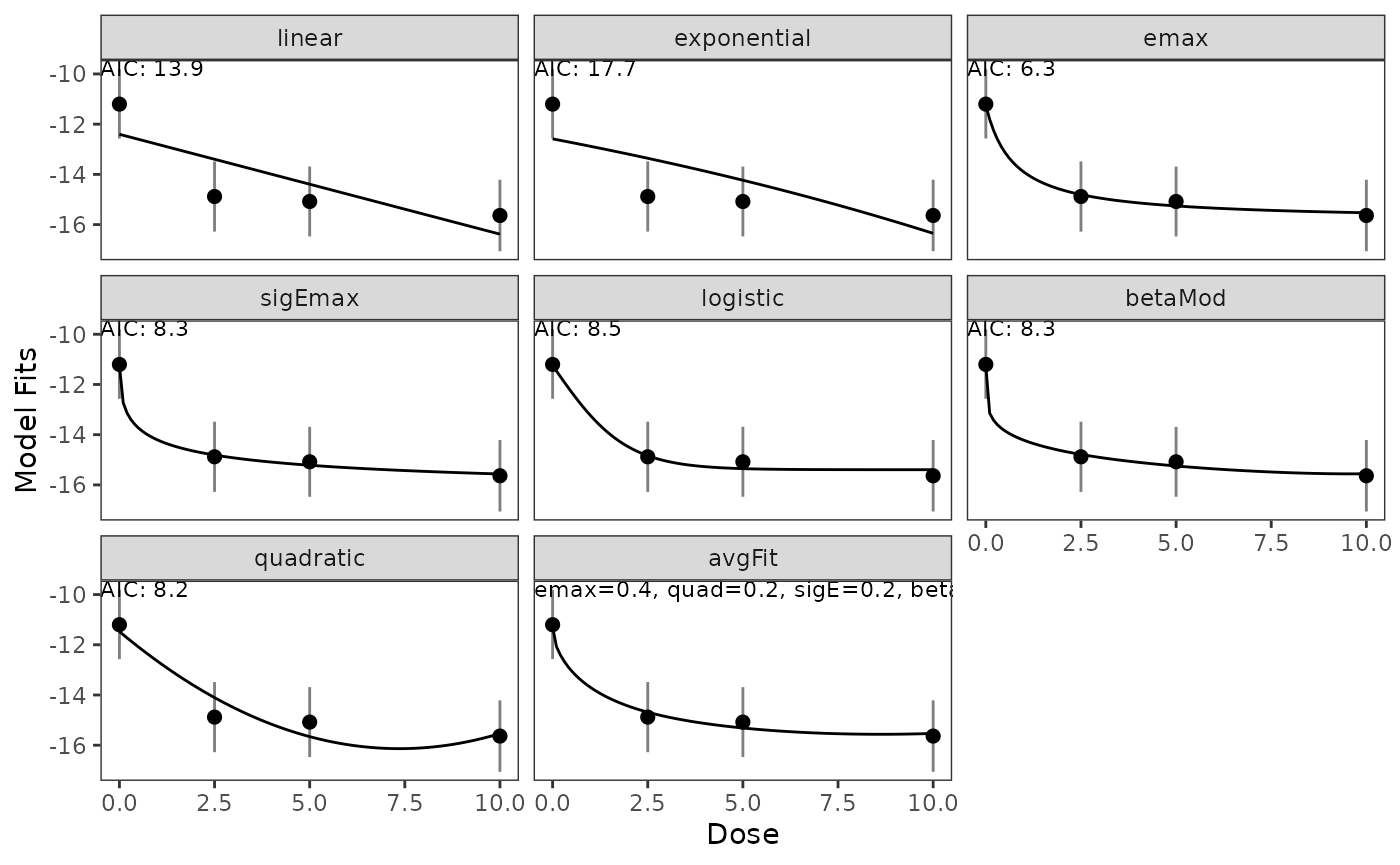 linear
exponential
emax
AIC: 13.9
AIC: 17.7
AIC: 6.3
-10
-12
-14
-16
sigEmax
logistic
betaMod
AIC: 8.3
AIC: 8.5
AIC: 8.3
-10
-12
-14
-16
Model Fits
0.0 2.5 5.0 7.5 10.0
quadratic
avgFit
AIC: 8.2
emax=0.4, quad=0.2, sigE=0.2, beta
-10
-12
-14
-16
0.0 2.5 5.0 7.5 10.0
0.0 2.5 5.0 7.5 10.0
Dose